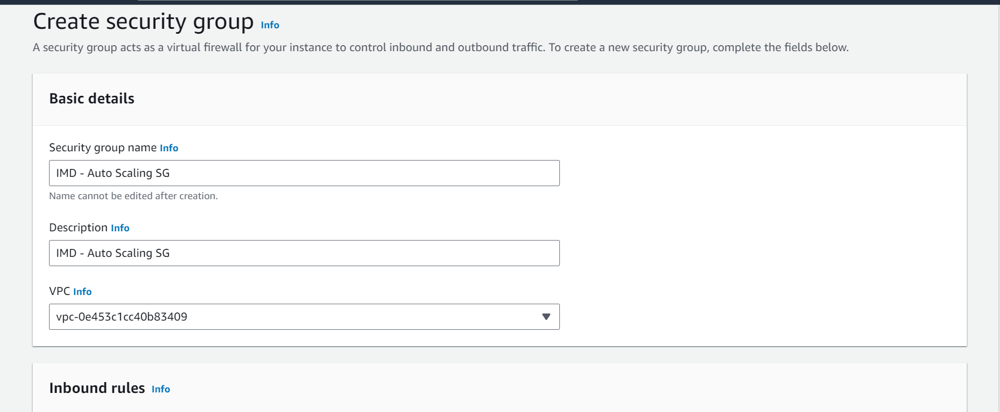 Create security group Info
A security group acts as a virtual firewall for your instance to control inbound and outbound traffic. To create a new security group, complete the fields below.
Basic details
Security group name Info
IMD - Auto Scaling SG
Name cannot be edited after creation.
Description Info
IMD - Auto Scaling SG
VPC Info
vpc-0e453c1cc40b83409
Inbound rules Info